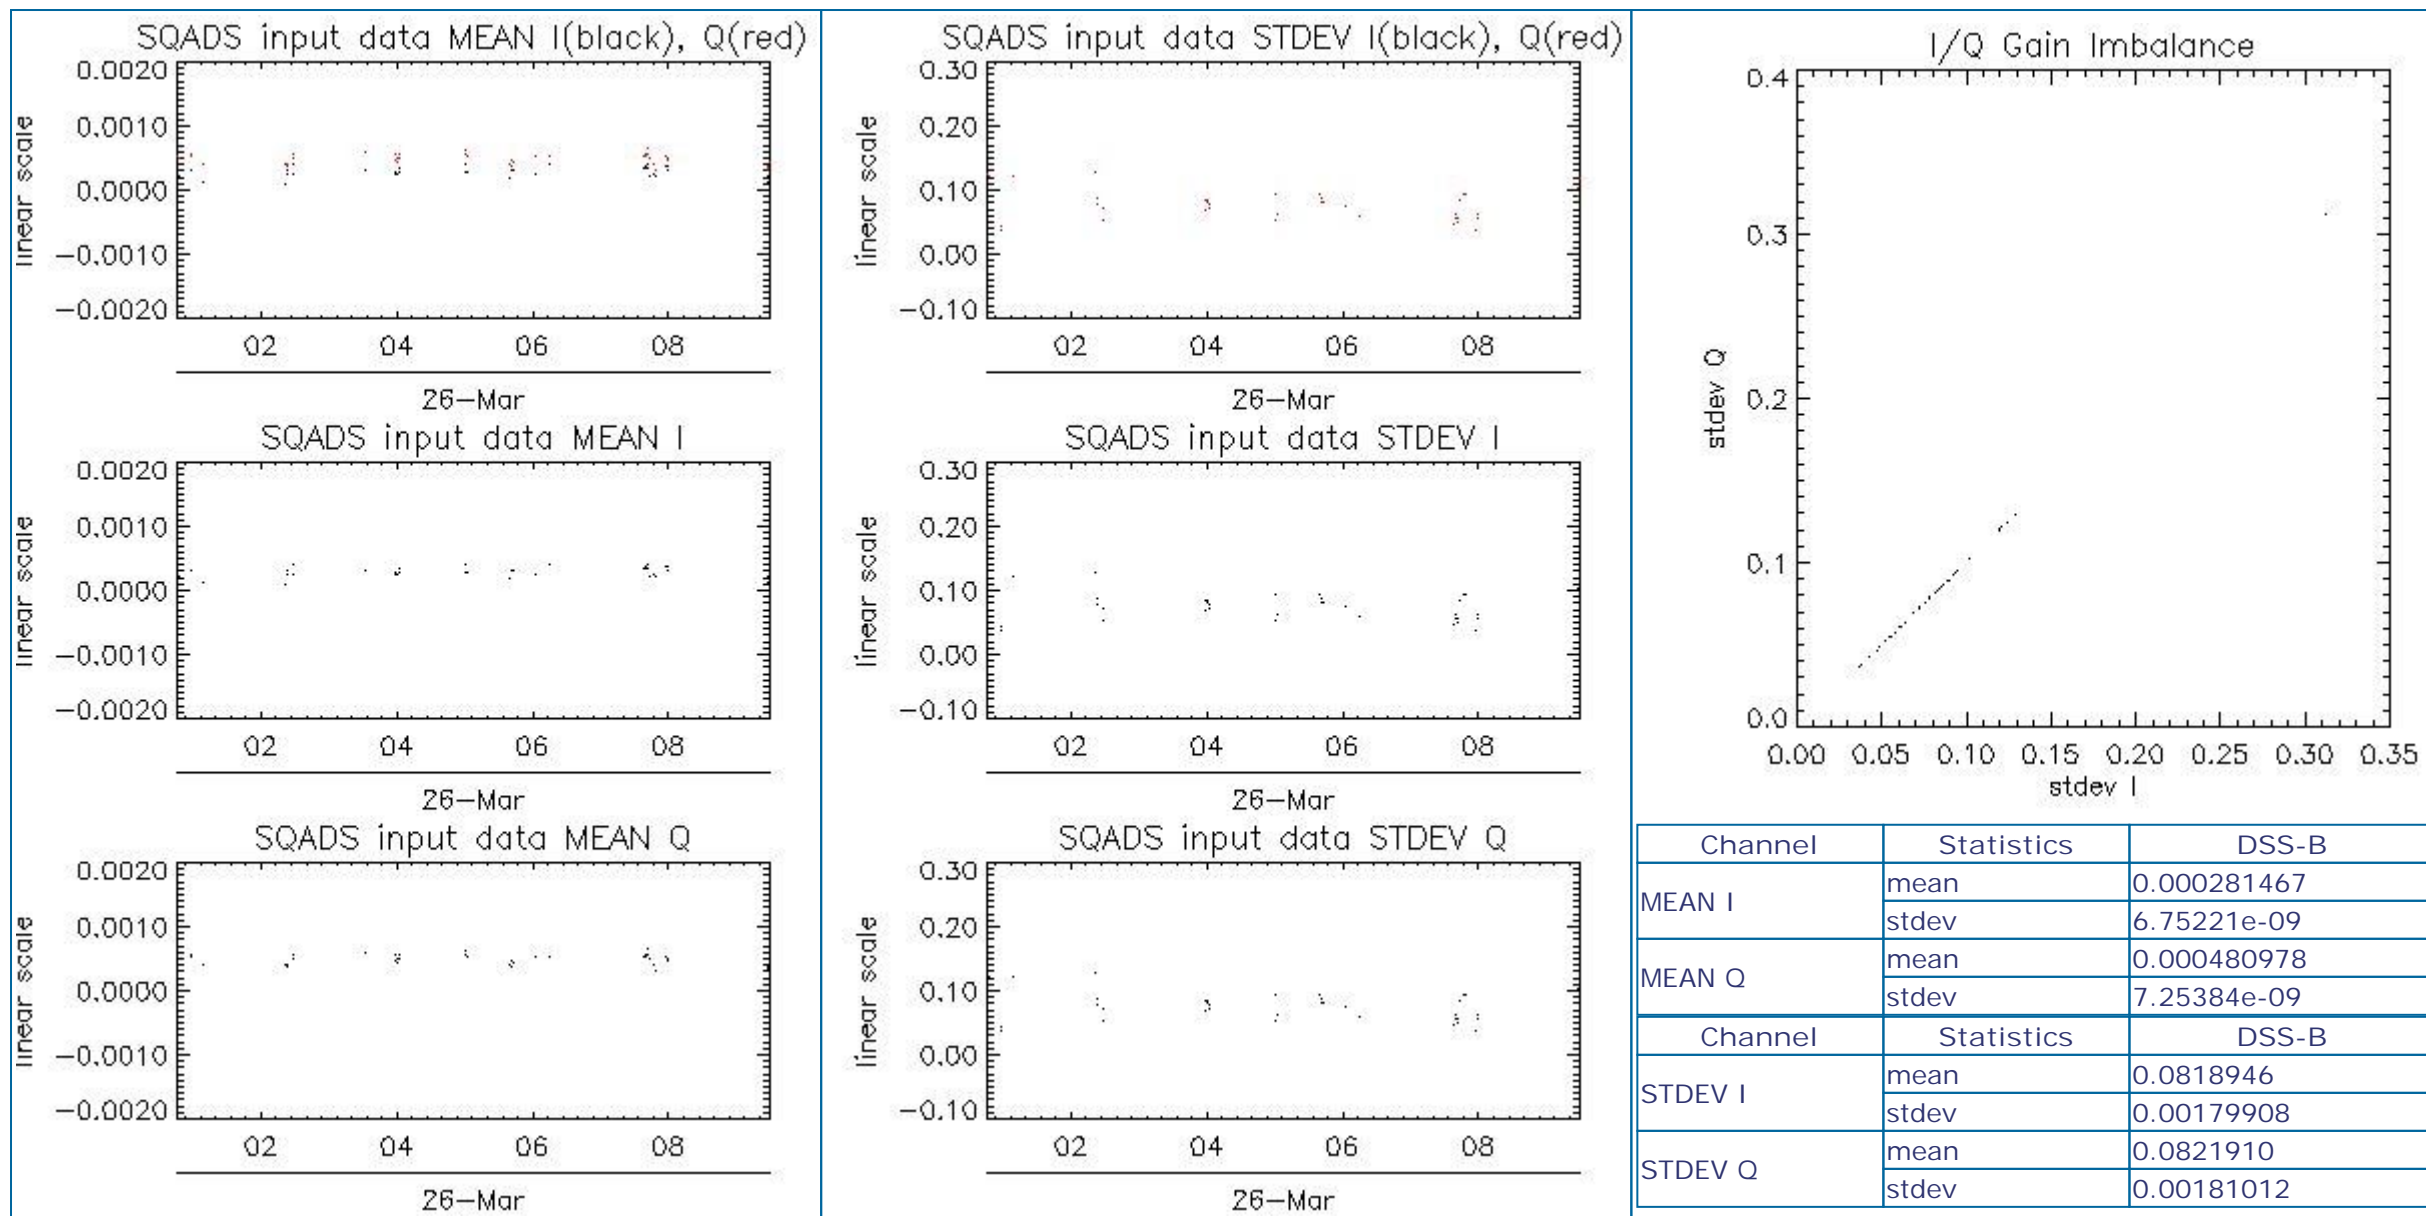 SQADS input data MEAN I(black), Q(red)
linear scale
0.0020
0.0010
0.0000
-0.0010
-0.0020
02 04 06 08
26-Mar
SQADS input data MEAN I
linear scale
0.0020
0.0010
0.0000
-0.0010
-0.0020
02 04 06 08
26-Mar
SQADS input data MEAN Q
linear scale
0.0020
0.0010
0.0000
-0.0010
-0.0020
02 04 06 08
26-Mar
SQADS input data STDEV I(black), Q(red)
linear scale
0.30
0.20
0.10
0.00
-0.10
02 04 06 08
26-Mar
SQADS input data STDEV I
linear scale
0.30
0.20
0.10
0.00
-0.10
02 04 06 08
26-Mar
SQADS input data STDEV Q
linear scale
0.30
0.20
0.10
0.00
-0.10
02 04 06 08
26-Mar
I/Q Gain Imbalance
stdev Q
0.4
0.3
0.2
0.1
0.0
0.00 0.05 0.10 0.15 0.20 0.25 0.30 0.35
stdev I
Channel Statistics DSS-B
MEAN I mean 0.000281467
stdev 6.75221e-09
MEAN Q mean 0.000480978
stdev 7.25384e-09
Channel Statistics DSS-B
STDEV I mean 0.0818946
stdev 0.00179908
STDEV Q mean 0.0821910
stdev 0.00181012